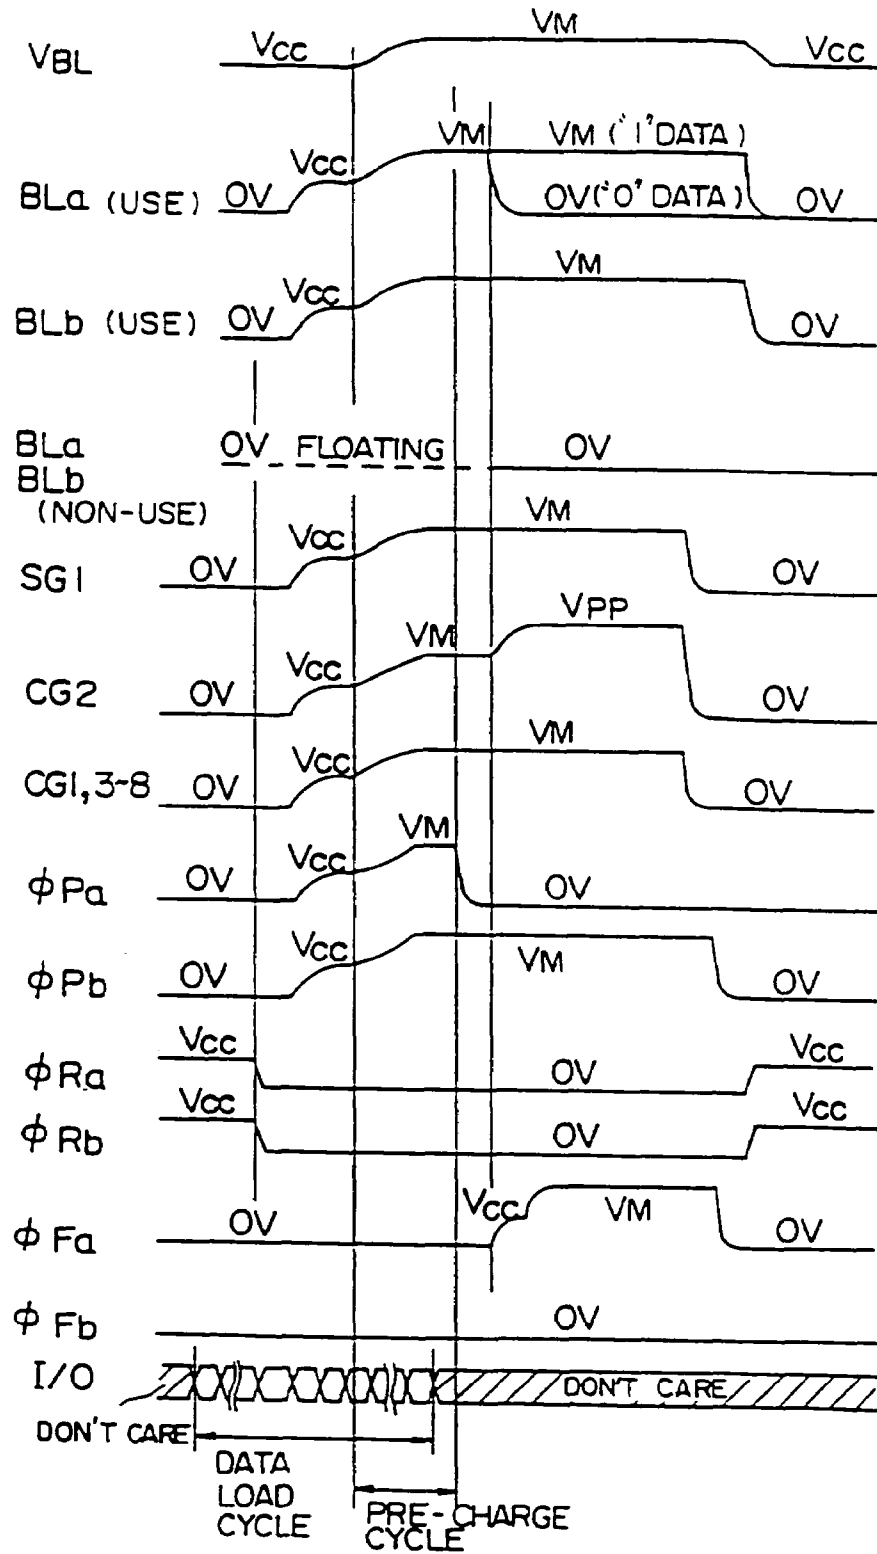 VBL VCC VM VCC
BLa (USE) 0V VCC VM VM ("1" DATA) 0V("0" DATA) 0V
BLb (USE) 0V VCC VM 0V
BLa 0V FLOATING 0V
BLb
(NON-USE)
SG1 0V VCC VM 0V
CG2 0V VCC VM VPP 0V
CG1,3~8 0V VCC VM 0V
φPa 0V VCC VM 0V
φPb 0V VCC VM 0V
φRa VCC 0V VCC
φRb VCC 0V VCC
φFa 0V VCC VM 0V
φFb 0V
I/O DON'T CARE
DON'T CARE
DATA
LOAD
CYCLE
PRE-CHARGE
CYCLE